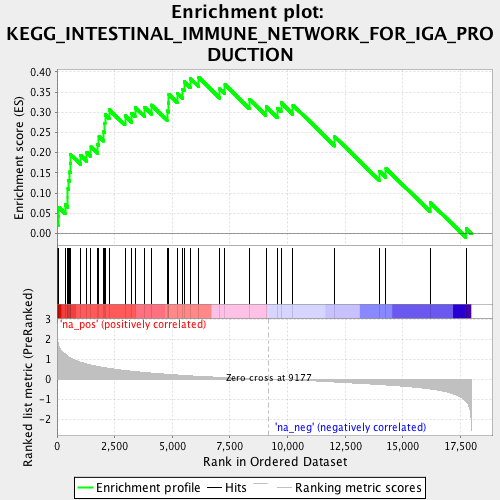 Enrichment plot:
KEGG_INTESTINAL_IMMUNE_NETWORK_FOR_IGA_PRO
DUCTION
Enrichment score (ES)
0.40
0.35
0.30
0.25
0.20
0.15
0.10
0.05
0.00
Ranked list metric (PreRanked)
3
2
1
0
-1
-2
'na_pos' (positively correlated)
Zero cross at 9177
'na_neg' (negatively correlated)
0
2,500
5,000
7,500
10,000
12,500
15,000
17,500
Rank in Ordered Dataset
Enrichment profile
Hits
Ranking metric scores